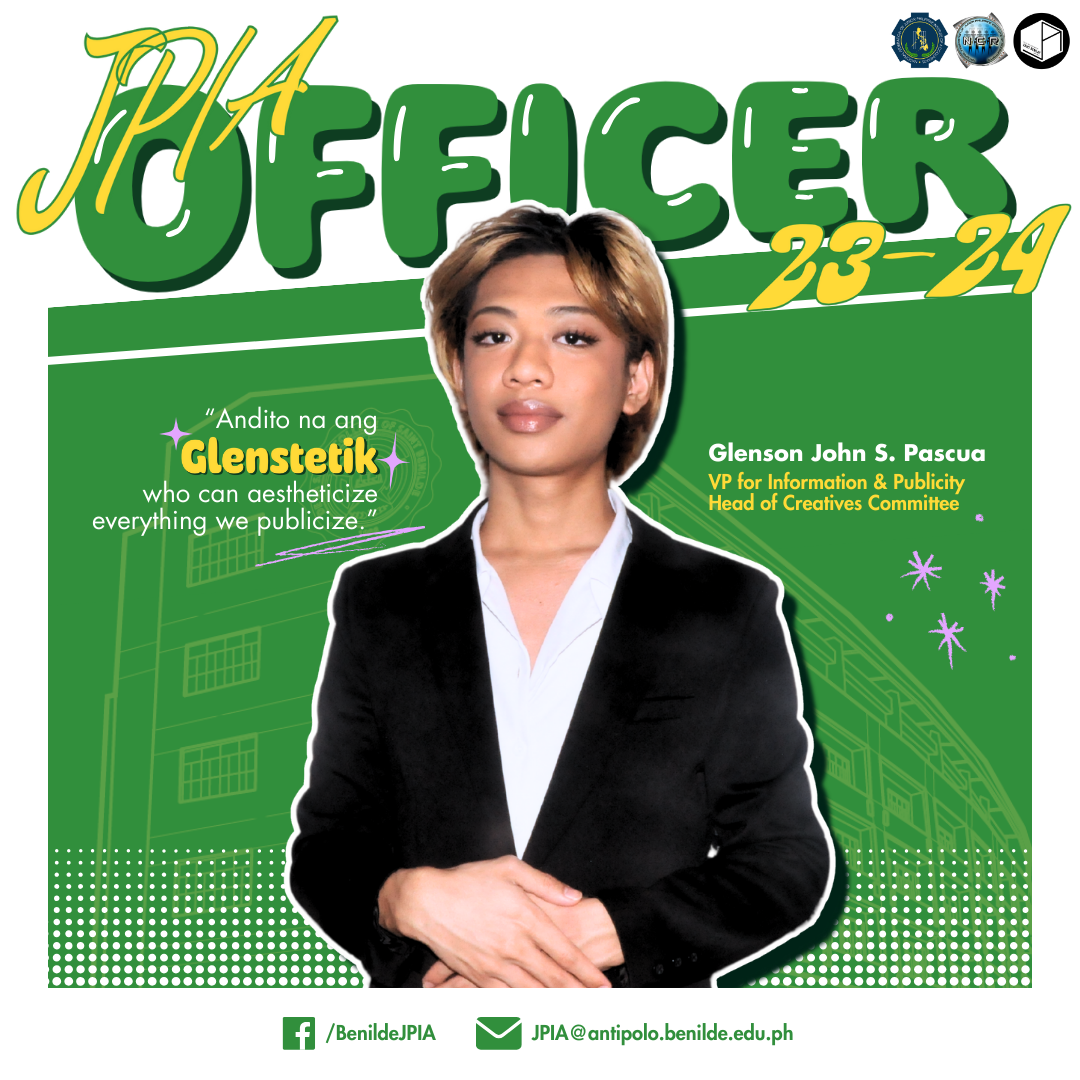 JPIA
OFFICER
23-24
N C R
“Andito na ang
Glenstetik
who can aestheticize
everything we publicize.”
Glenson John S. Pascua
VP for Information & Publicity
Head of Creatives Committee
/BenildeJPIA
JPIA@antipolo.benilde.edu.ph